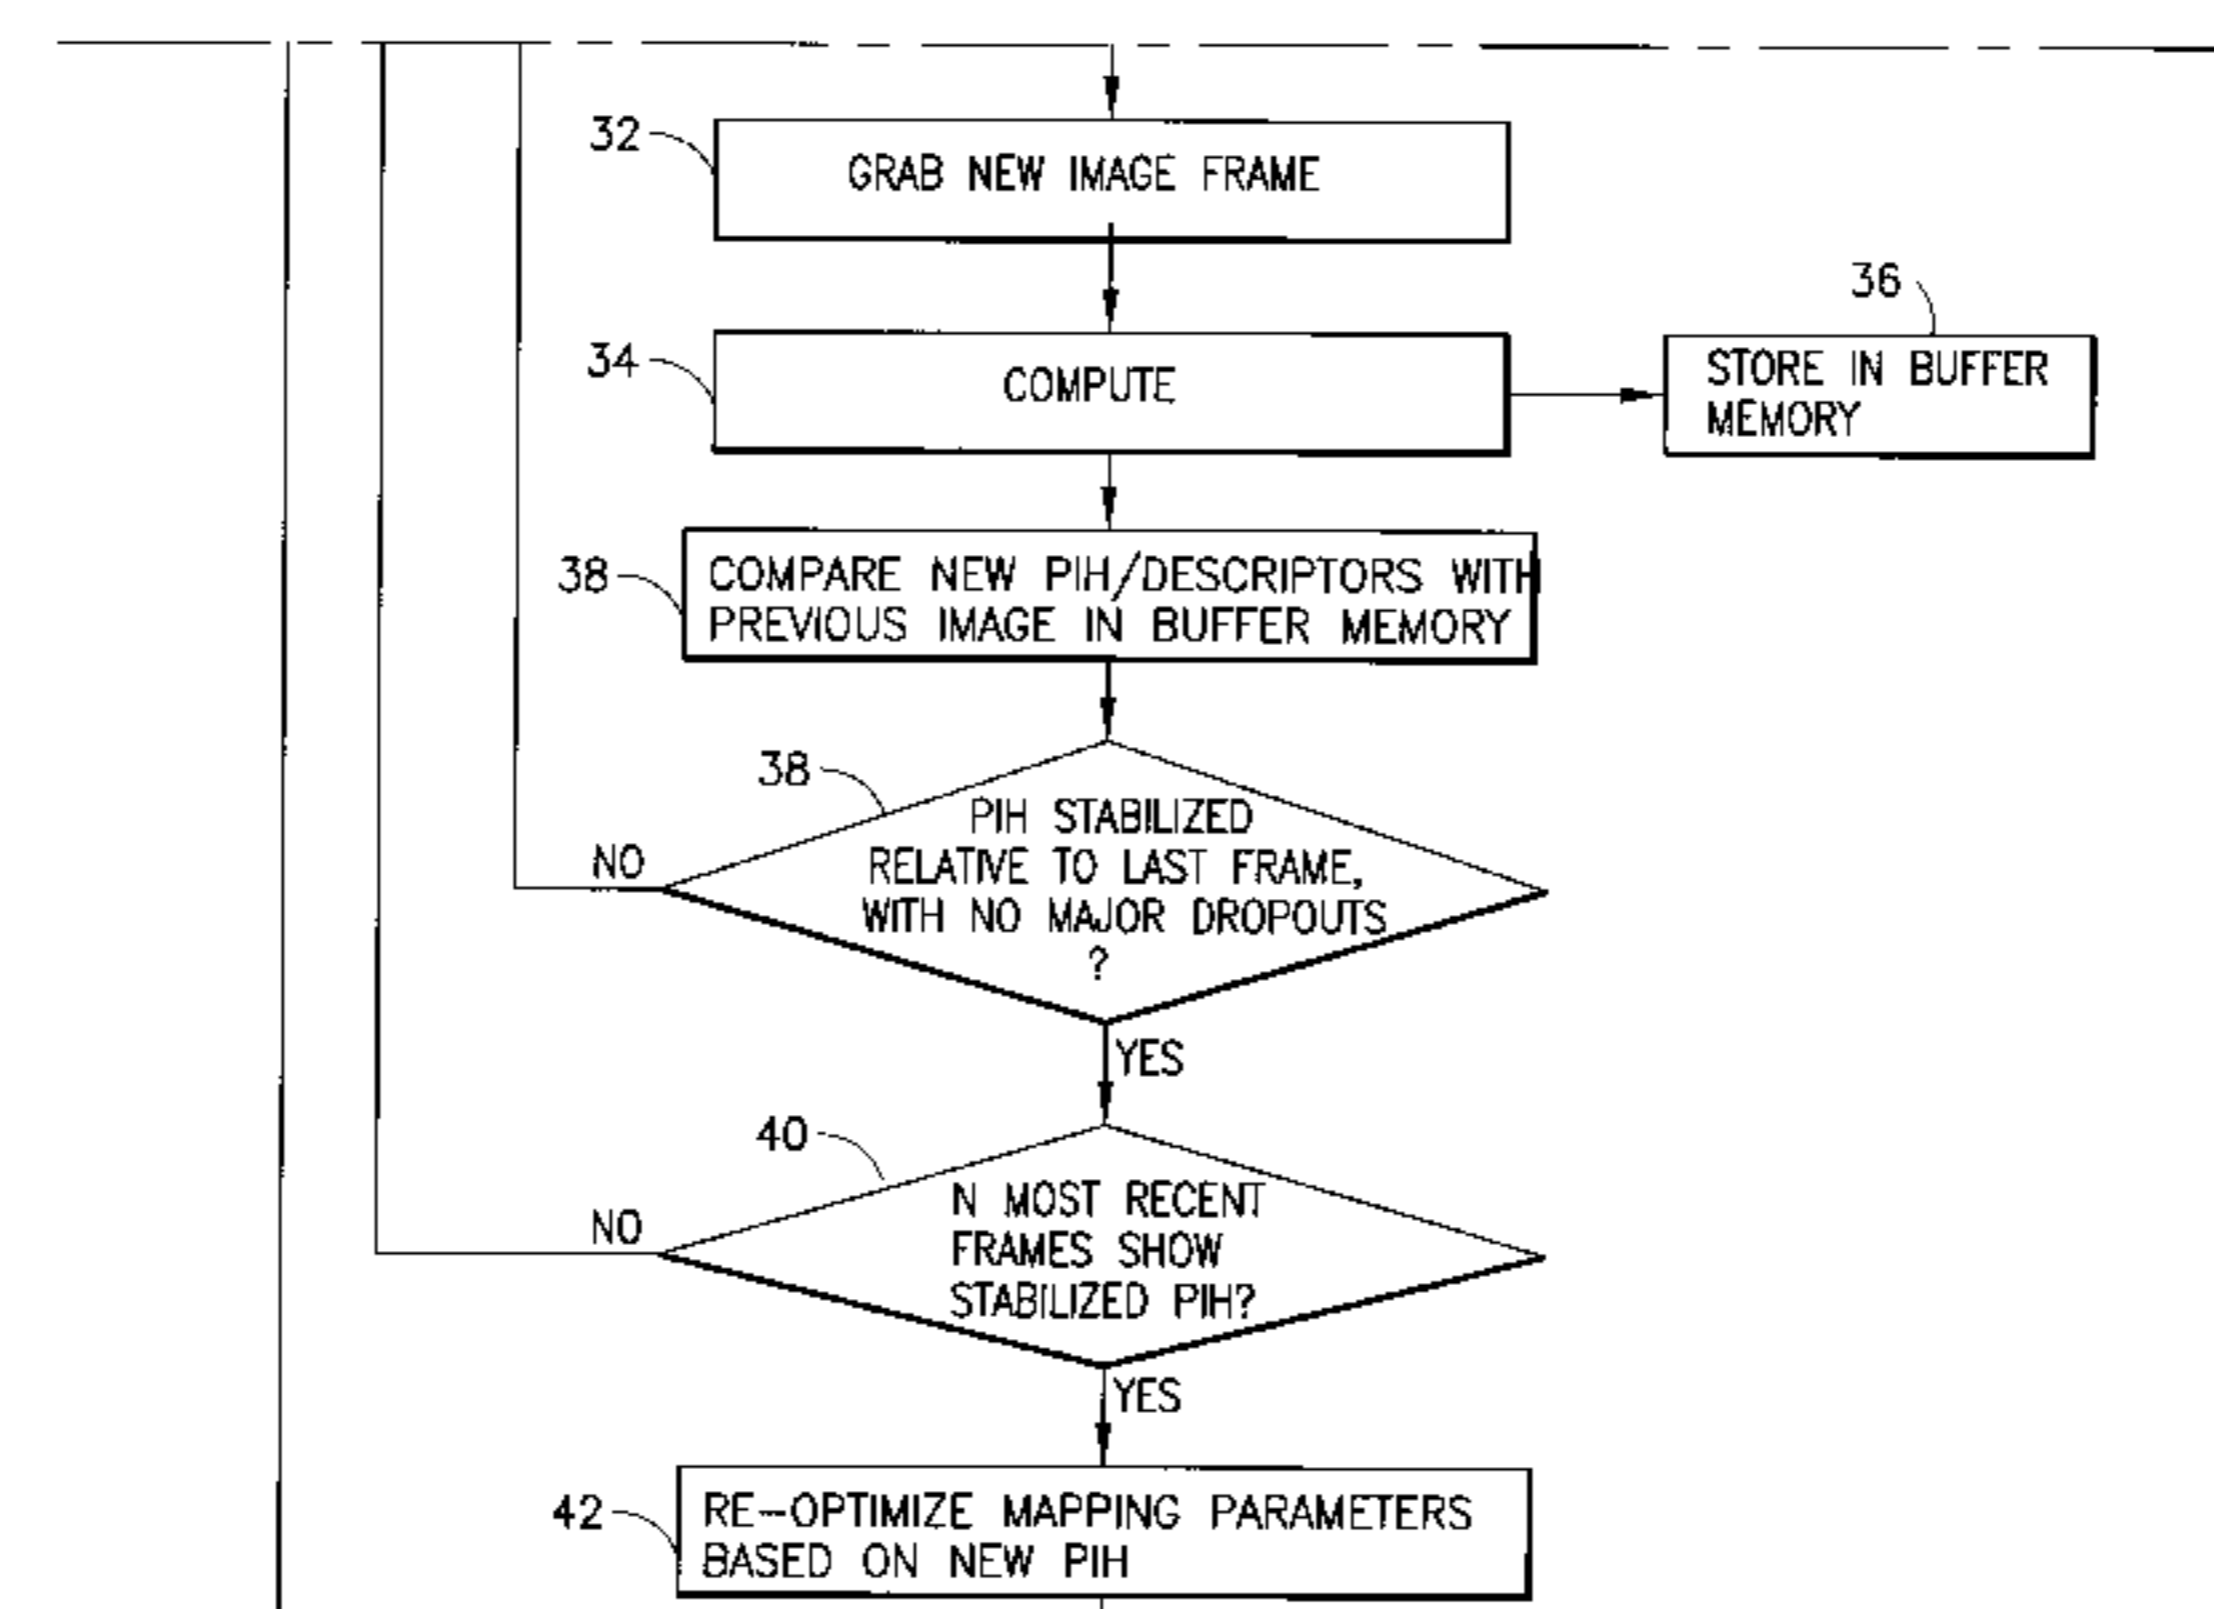 32
GRAB NEW IMAGE FRAME
36
34
COMPUTE
STORE IN BUFFER
MEMORY
38
COMPARE NEW PIH/DESCRIPTORS WITH
PREVIOUS IMAGE IN BUFFER MEMORY
38
PIH STABILIZED
RELATIVE TO LAST FRAME,
WITH NO MAJOR DROPOUTS
?
NO
YES
40
N MOST RECENT
FRAMES SHOW
STABILIZED PIH?
NO
YES
42
RE-OPTIMIZE MAPPING PARAMETERS
BASED ON NEW PIH